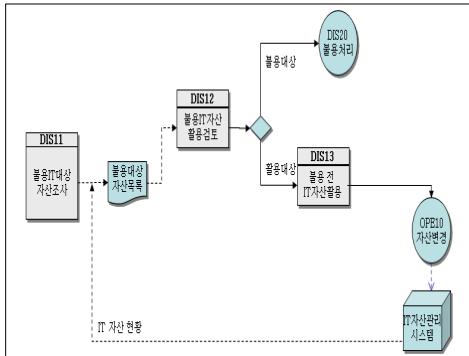 DIS20
불용처리
불용대상
DIS12
불용IT자산
활용검토
DIS11
불용IT대상
자산조사
불용대상
자산목록
활용대상
DIS13
불용 전
IT자산활용
OPE10
자산변경
IT자산관리
시스템
IT 자산 현황